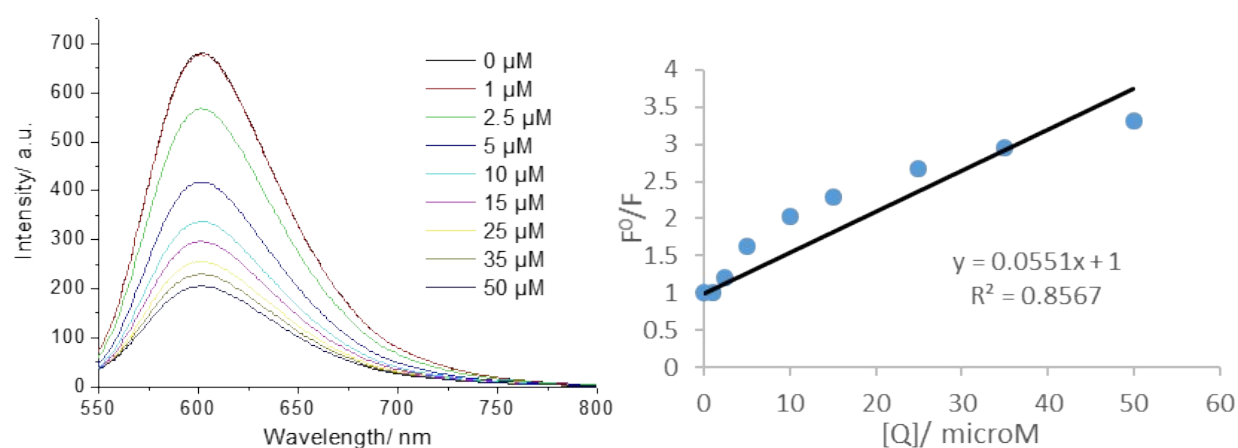 700
600
500
400
300
200
100
0
Intensity/ a.u.
550
600
650
700
750
800
Wavelength/ nm
0 µM
1 µM
2.5 µM
5 µM
10 µM
15 µM
25 µM
35 µM
50 µM
4
3.5
3
2.5
2
1.5
1
0.5
0
F⁰/F
y = 0.0551x + 1
R² = 0.8567
0
10
20
30
40
50
60
[Q]/ microM